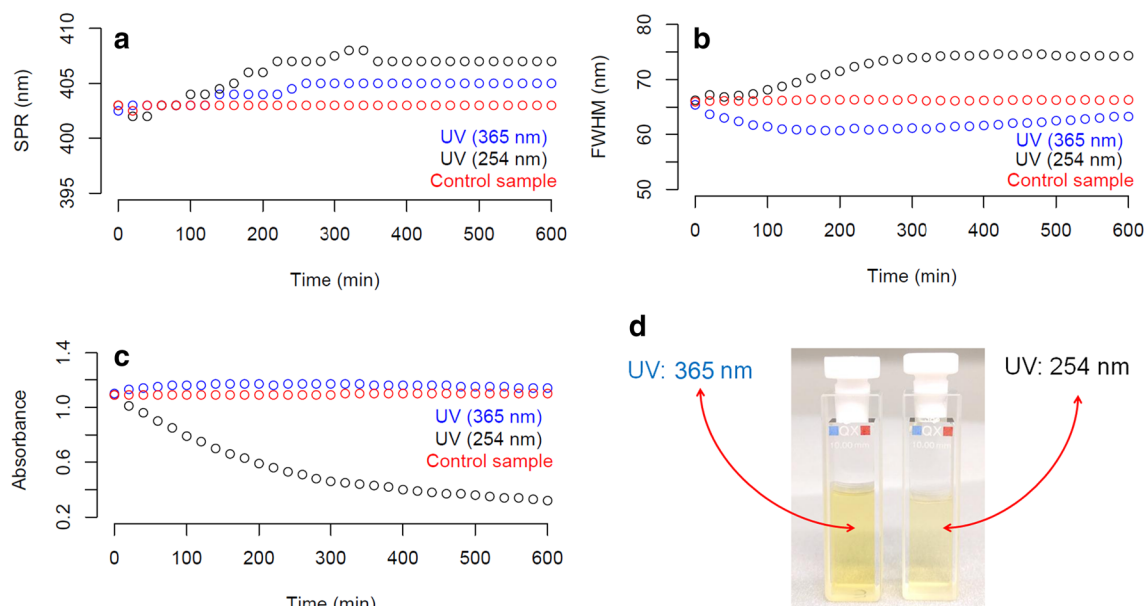 a
SPR (nm)
410
405
400
395
UV (365 nm)
UV (254 nm)
Control sample
0 100 200 300 400 500 600
Time (min)
b
FWHM (nm)
80
70
60
50
UV (365 nm)
UV (254 nm)
Control sample
0 100 200 300 400 500 600
Time (min)
c
Absorbance
1.4
1.0
0.6
0.2
UV (365 nm)
UV (254 nm)
Control sample
0 100 200 300 400 500 600
Time (min)
d
UV: 365 nm
UV: 254 nm
QX
10.00 mm
QX
10.00 mm